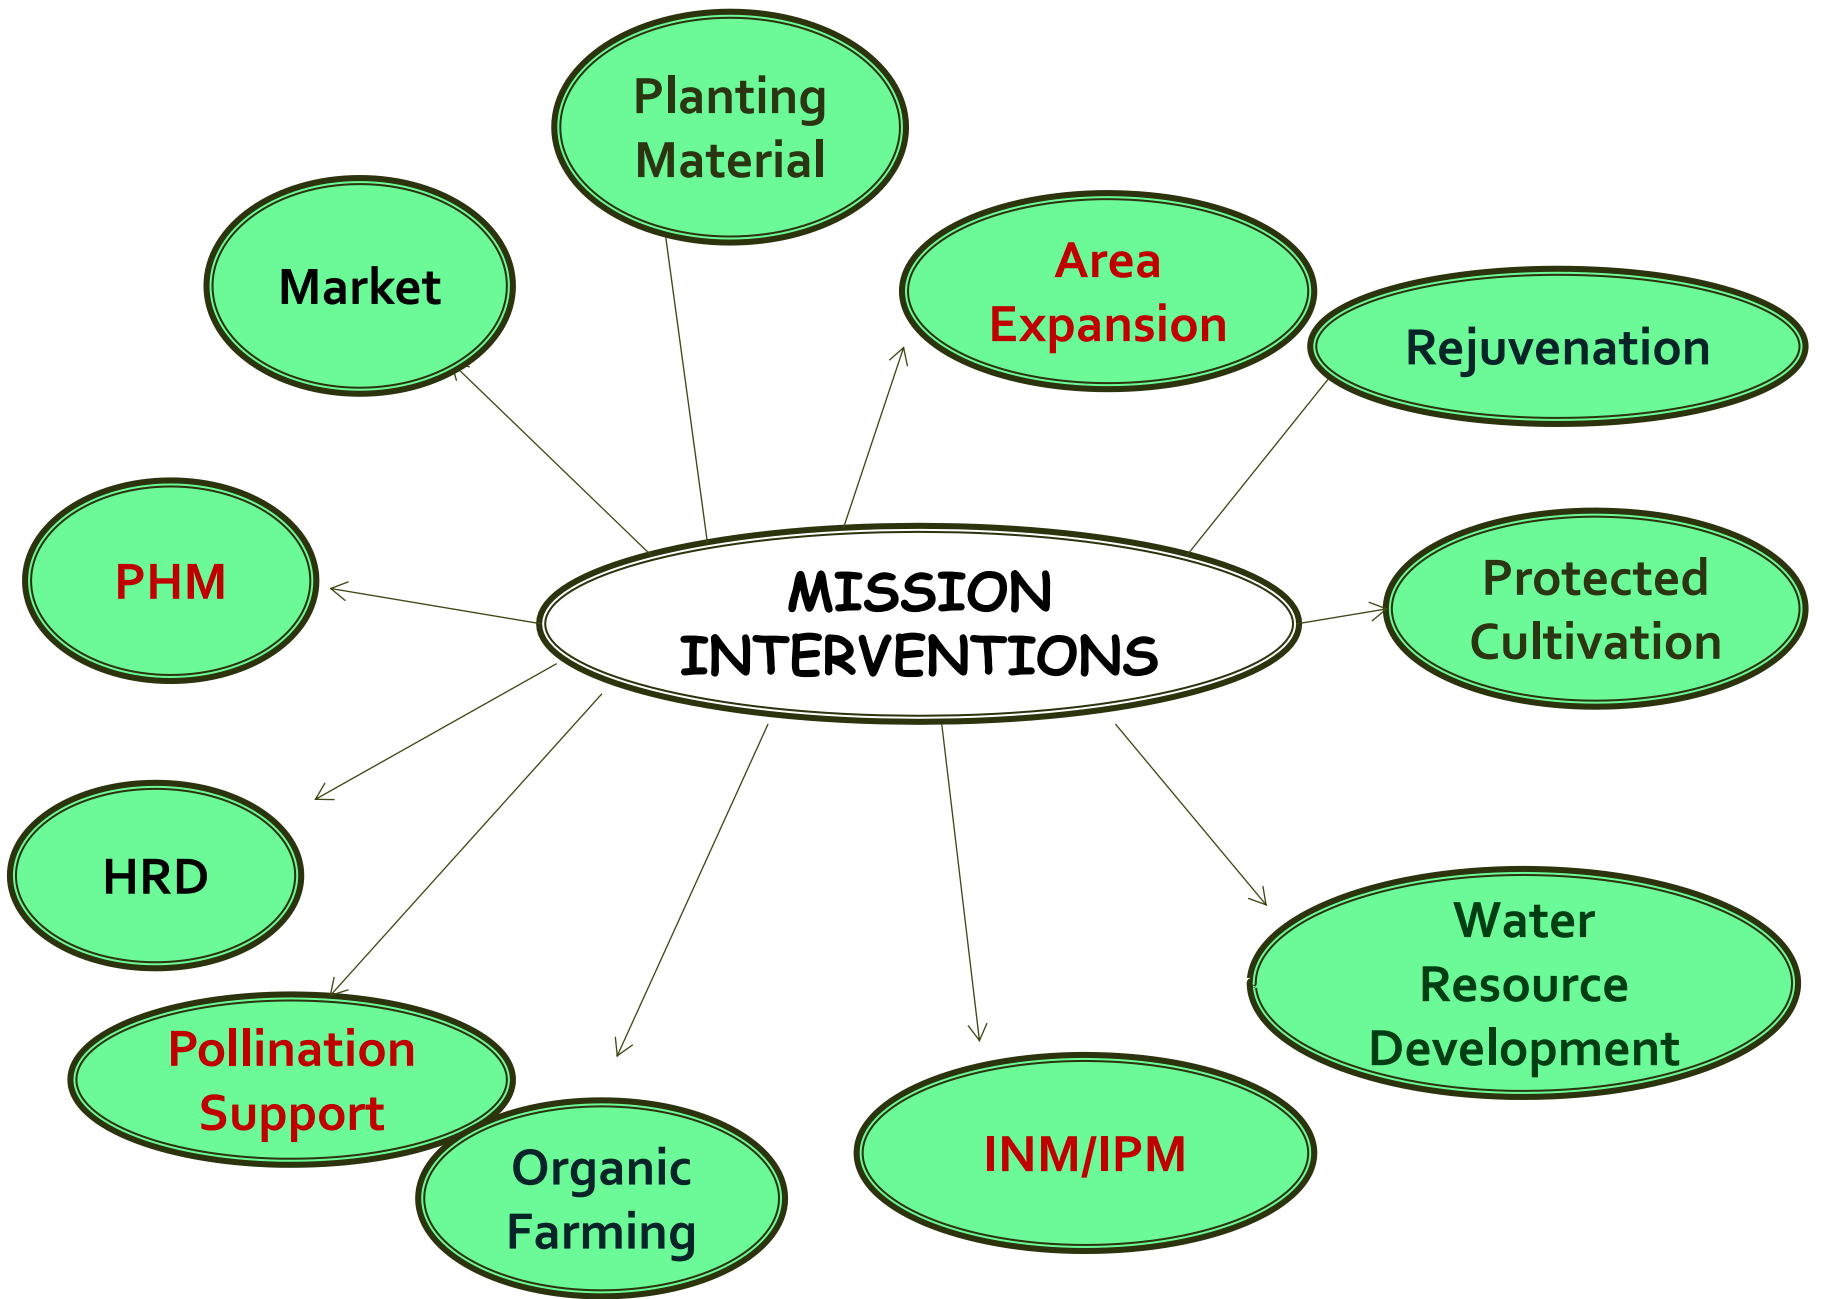 Planting
Material
Market
Area
Expansion
Rejuvenation
PHM
MISSION
INTERVENTIONS
Protected
Cultivation
HRD
Water
Resource
Development
Pollination
Support
Organic
Farming
INM/IPM